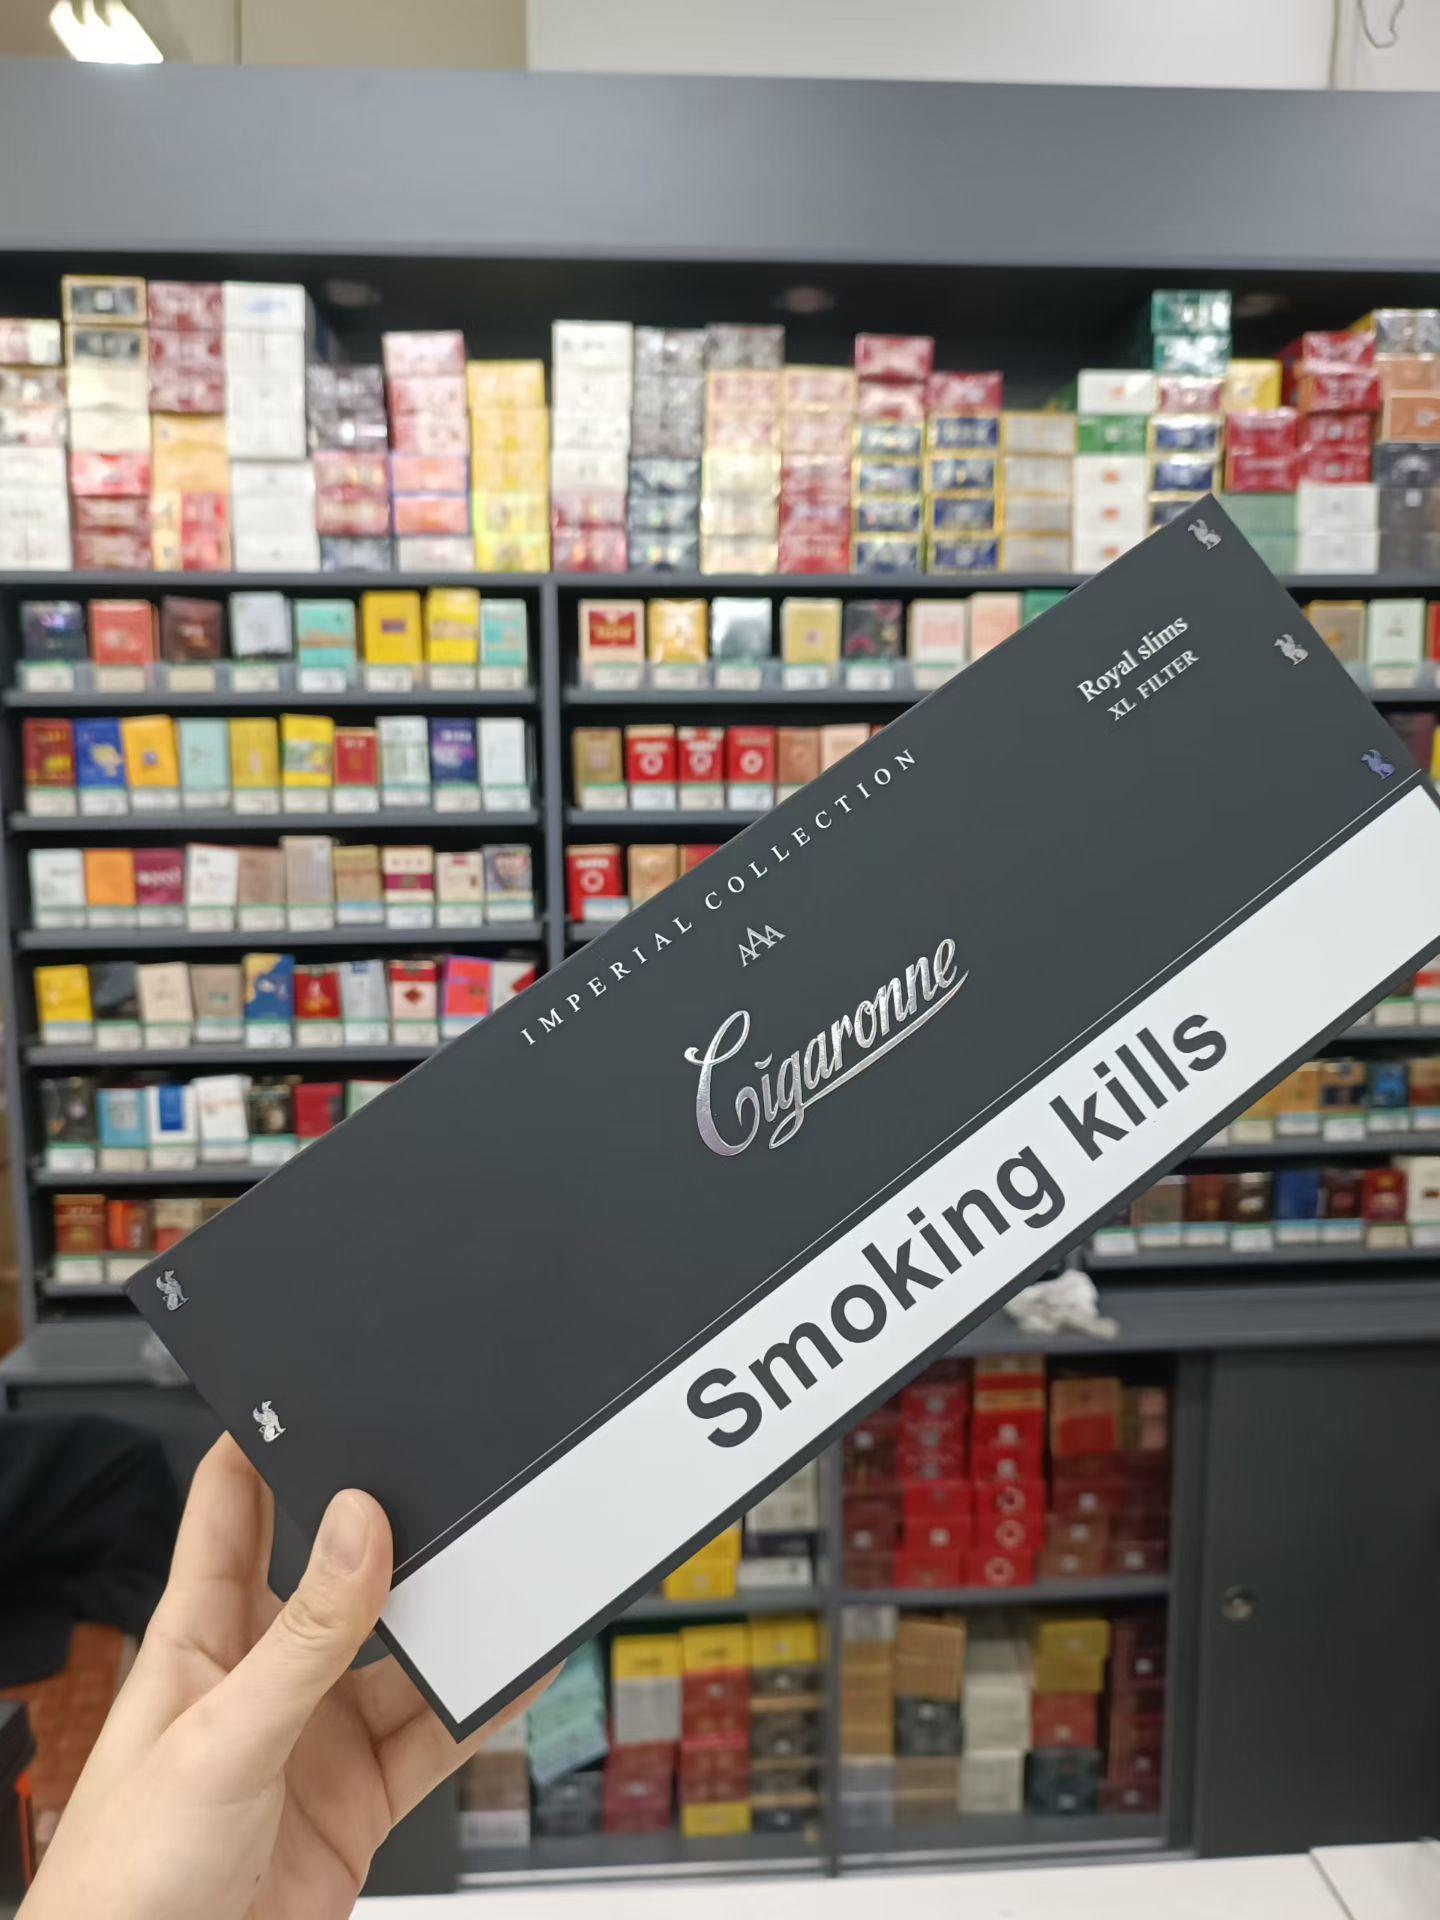 Royal slims
XL FILTER
IMPERIAL COLLECTION
AAA
Cigaronne
Smoking kills